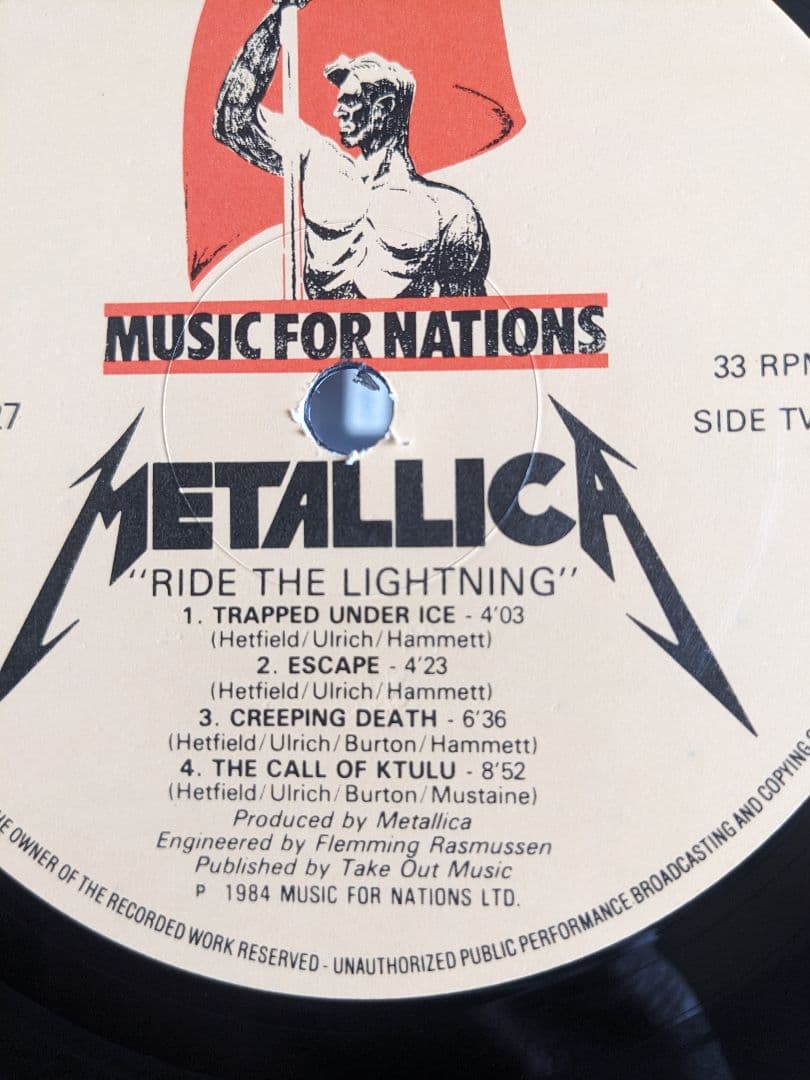 MUSIC FOR NATIONS
33 RPM
27
SIDE
METALLICA
"RIDE THE LIGHTNING"
1. TRAPPED UNDER ICE - 4'03
(Hetfield/Ulrich/Hammett)
2. ESCAPE - 4'23
(Hetfield/Ulrich/Hammett)
3. CREEPING DEATH - 6'36
(Hetfield/Ulrich/Burton/Hammett)
4. THE CALL OF KTULU - 8'52
(Hetfield/Ulrich/Burton/Mustaine)
Produced by Metallica
Engineered by Flemming Rasmussen
Published by Take Out Music
P 1984 MUSIC FOR NATIONS LTD.
OWNER OF THE RECORDED WORK RESERVED - UNAUTHORIZED PUBLIC PERFORMANCE BROADCASTING AND COPYING